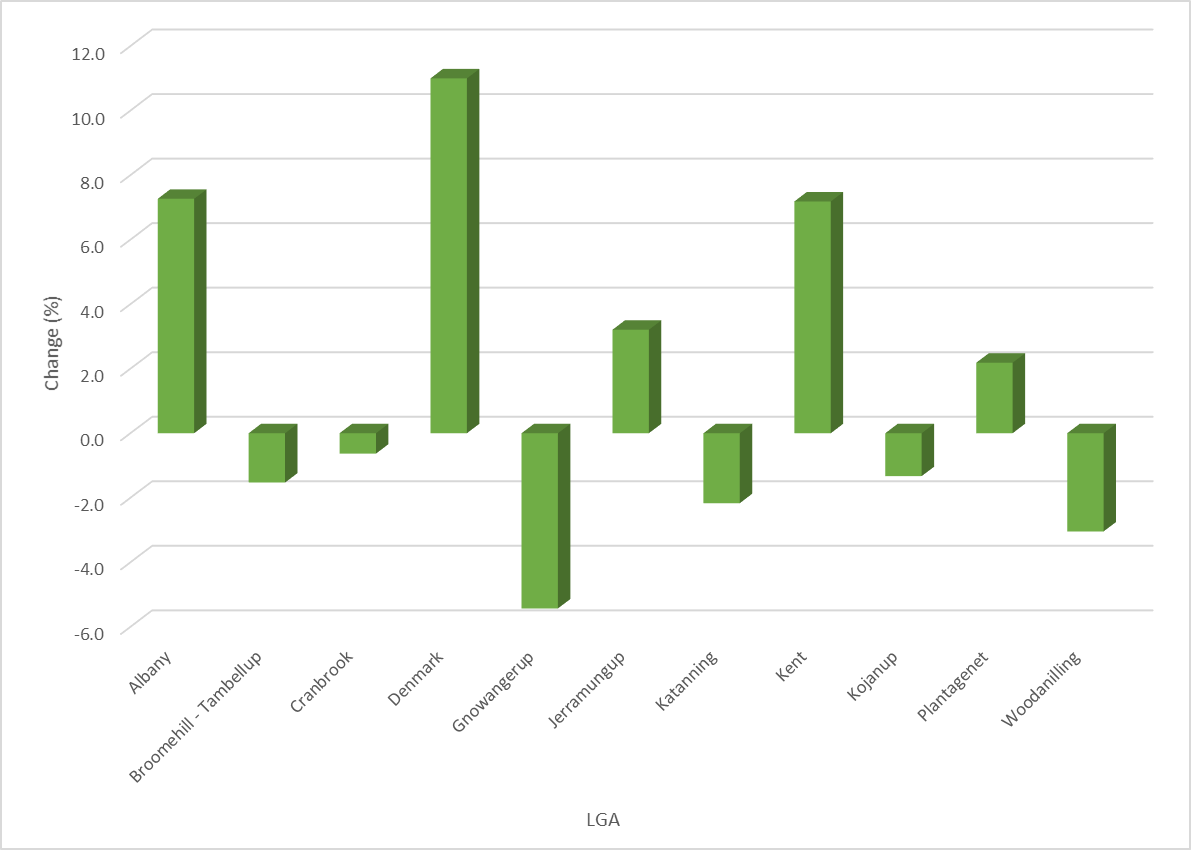 12.0
10.0
8.0
6.0
4.0
2.0
0.0
-2.0
-4.0
-6.0
Change (%)
Albany
Broomehill - Tambellup
Cranbrook
Denmark
Gnowangerup
Jerramungup
Katanning
Kent
Kojanup
Plantagenet
Woodanilling
LGA